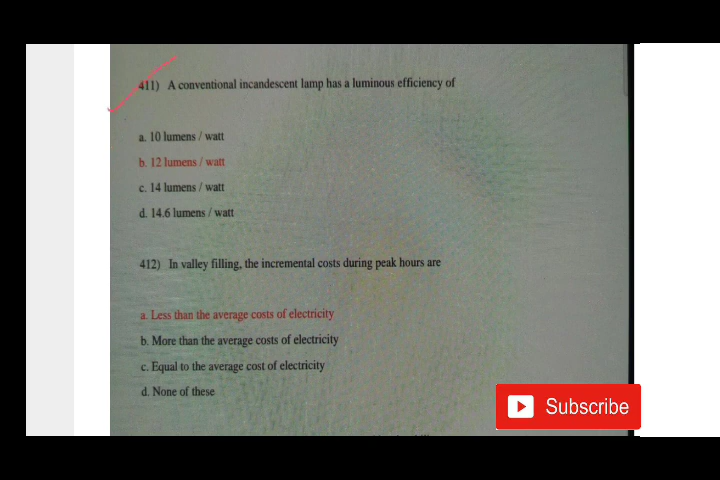 411) A conventional incandescent lamp has a luminous efficiency of
a. 10 lumens / watt
b. 12 lumens / watt
c. 14 lumens / watt
d. 14.6 lumens / watt
412) In valley filling, the incremental costs during peak hours are
a. Less than the average costs of electricity
b. More than the average costs of electricity
c. Equal to the average cost of electricity
d. None of these
Subscribe